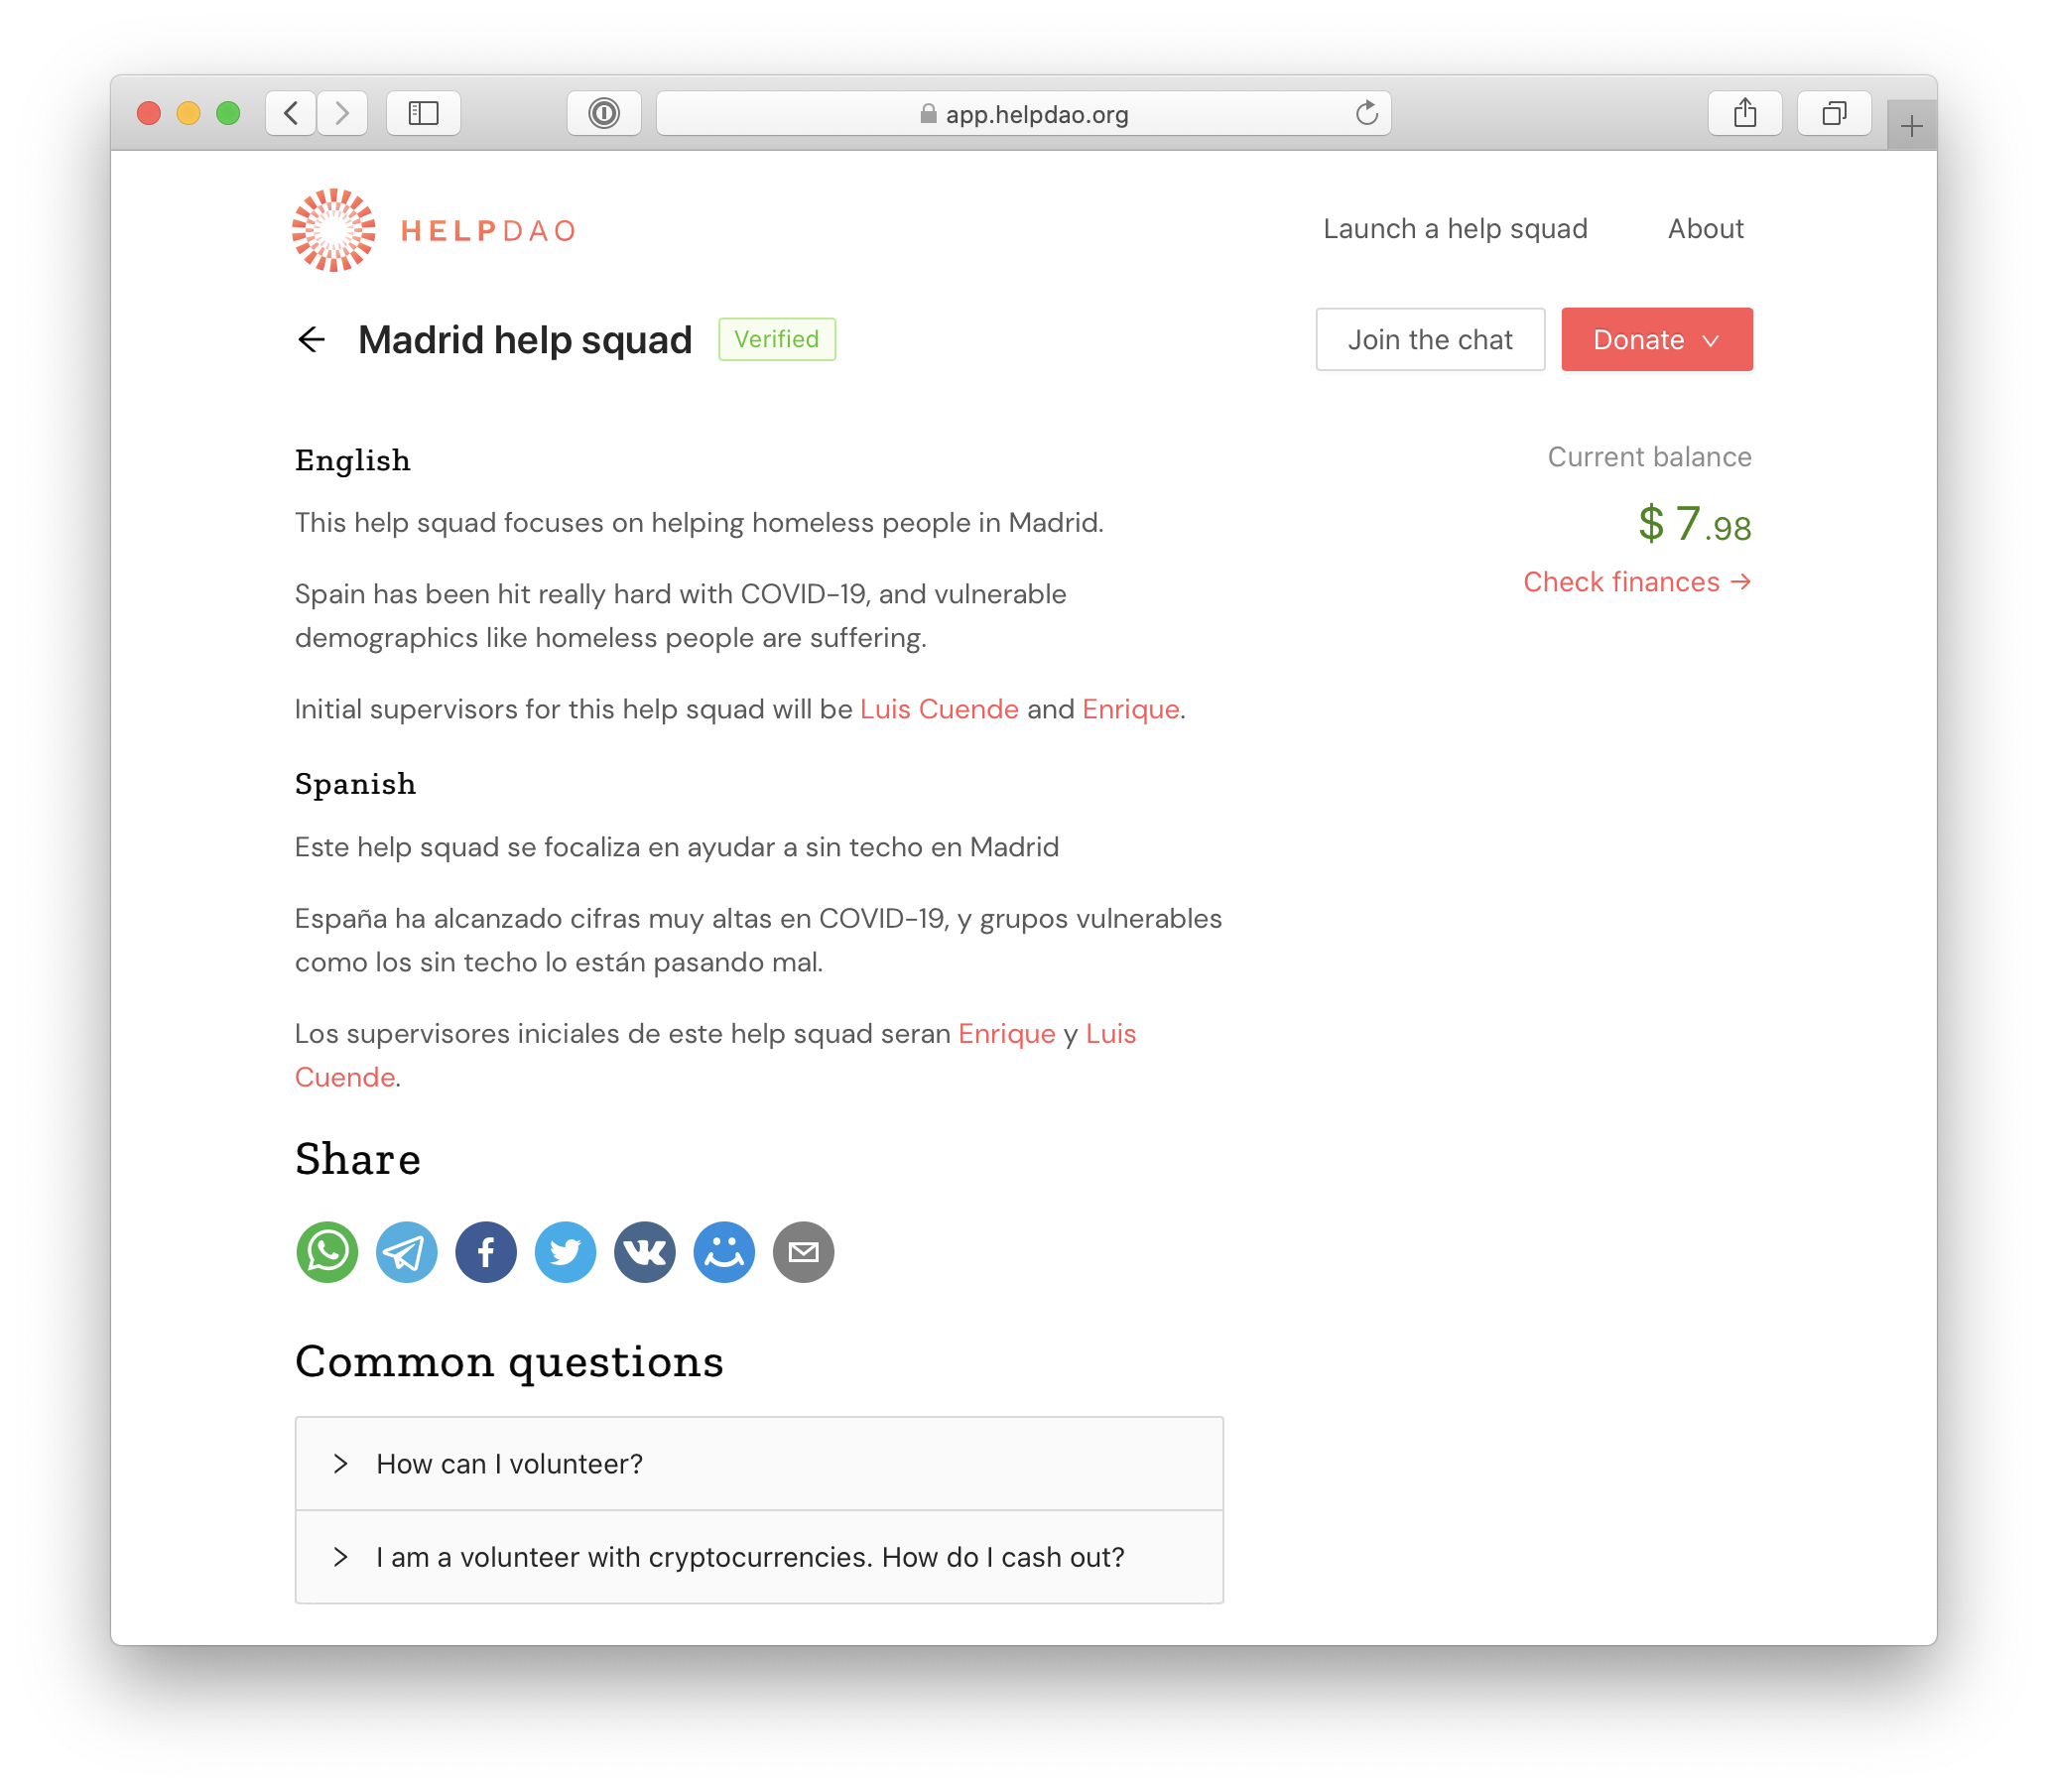 app.helpdao.org
HELPDAO
Launch a help squad
About
Madrid help squad
Verified
Join the chat
Donate
English
Current balance
$ 7.98
Check finances →
This help squad focuses on helping homeless people in Madrid.
Spain has been hit really hard with COVID-19, and vulnerable
demographics like homeless people are suffering.
Initial supervisors for this help squad will be Luis Cuende and Enrique.
Spanish
Este help squad se focaliza en ayudar a sin techo en Madrid
España ha alcanzado cifras muy altas en COVID-19, y grupos vulnerables
como los sin techo lo están pasando mal.
Los supervisores iniciales de este help squad seran Enrique y Luis
Cuende.
Share
Common questions
How can I volunteer?
I am a volunteer with cryptocurrencies. How do I cash out?